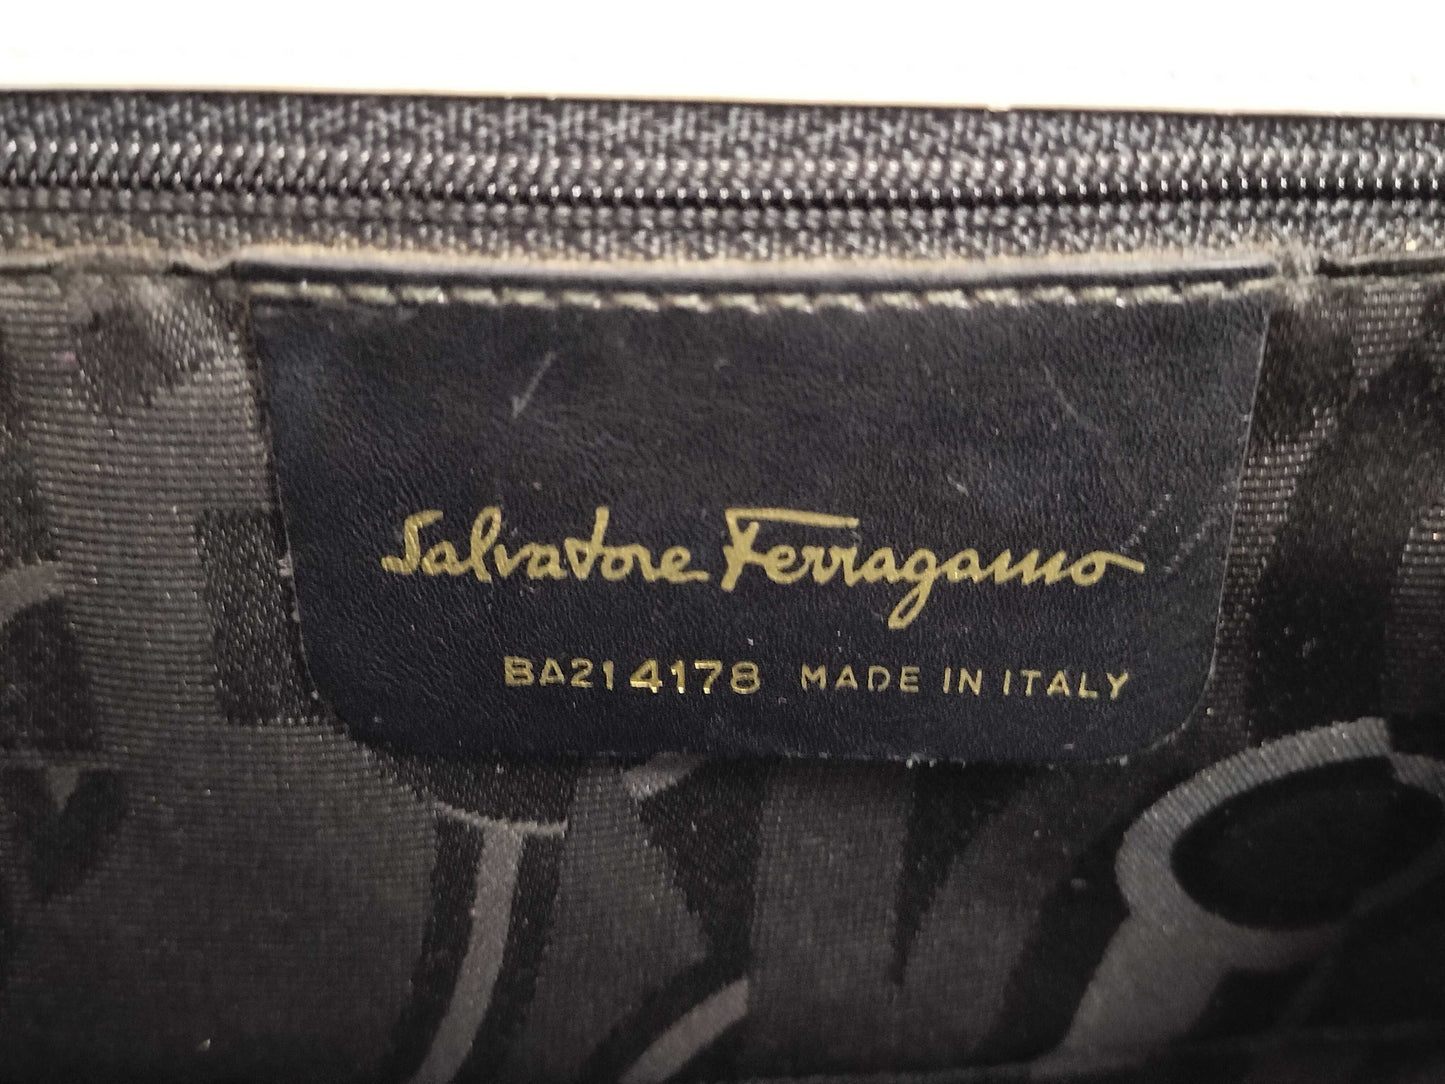 Salvatore Ferragamo
BA214178 MADE IN ITALY